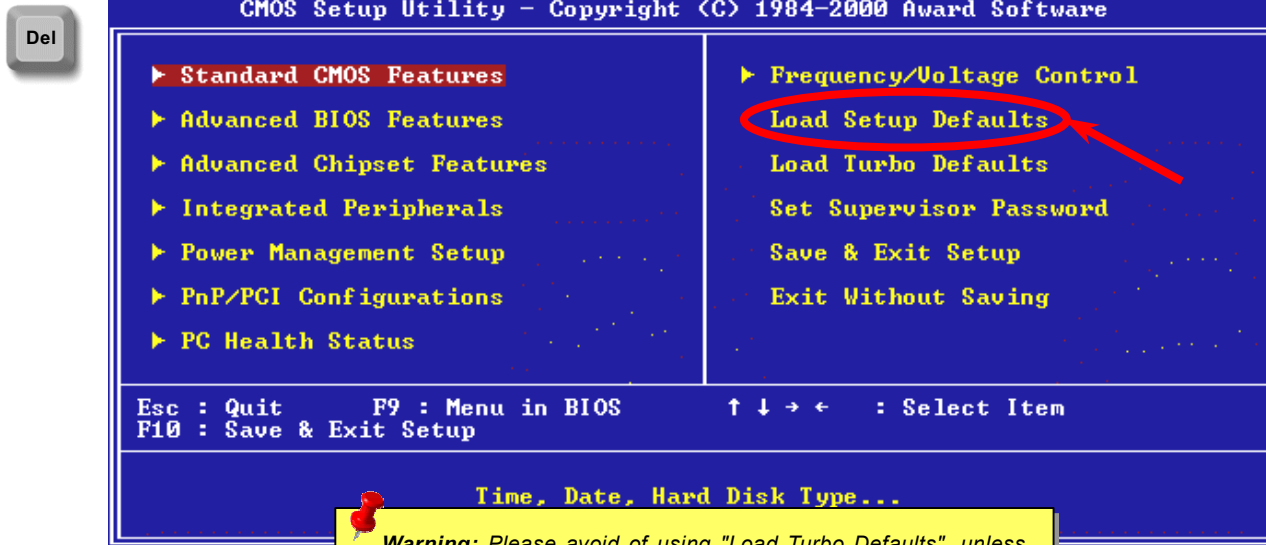 CMOS Setup Utility – Copyright (C) 1984–2000 Award Software
Del
Standard CMOS Features
Advanced BIOS Features
Advanced Chipset Features
Integrated Peripherals
Power Management Setup
PnP/PCI Configurations
PC Health Status
Frequency/Voltage Control
Load Setup Defaults
Load Turbo Defaults
Set Supervisor Password
Save & Exit Setup
Exit Without Saving
Esc : Quit F9 : Menu in BIOS ↑ ↓ → ← : Select Item
F10 : Save & Exit Setup
Time, Date, Hard Disk Type...
Warning: Please avoid of using "Load Turbo Defaults", unless